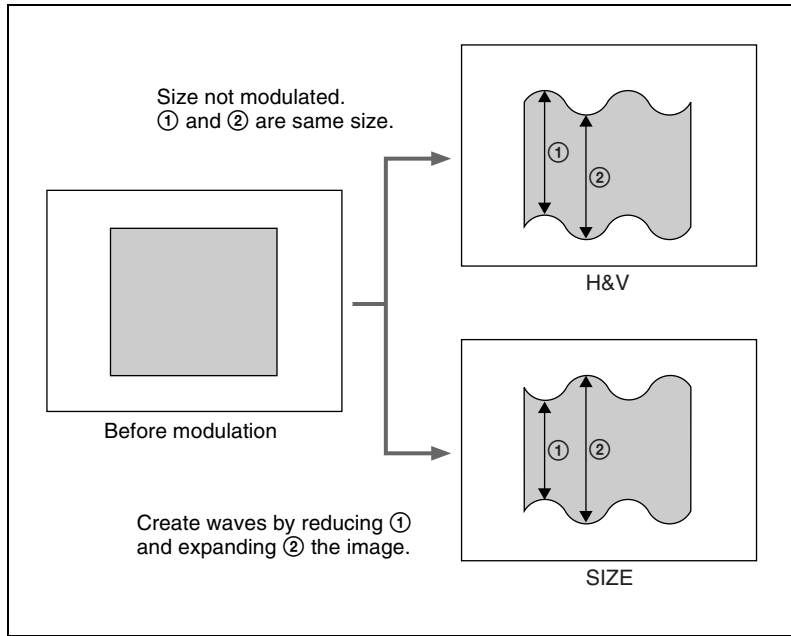 Size not modulated.
① and ② are same size.
①
②
H&V
Before modulation
①
②
Create waves by reducing ①
and expanding ② the image.
SIZE